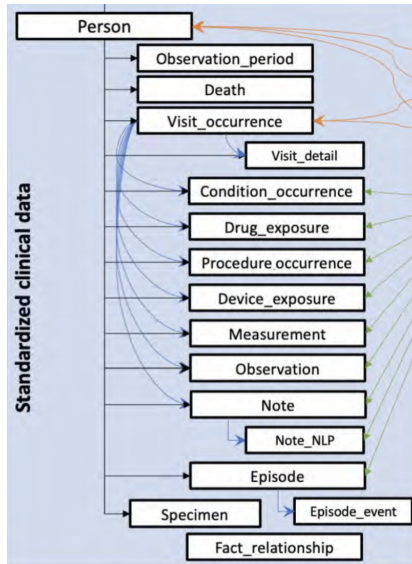 Person
Observation_period
Death
Visit_occurrence
Visit_detail
Condition_occurrence
Drug_exposure
Procedure occurrence
Device_exposure
Measurement
Observation
Note
Note_NLP
Episode
Episode_event
Specimen
Fact_relationship
Standardized clinical data